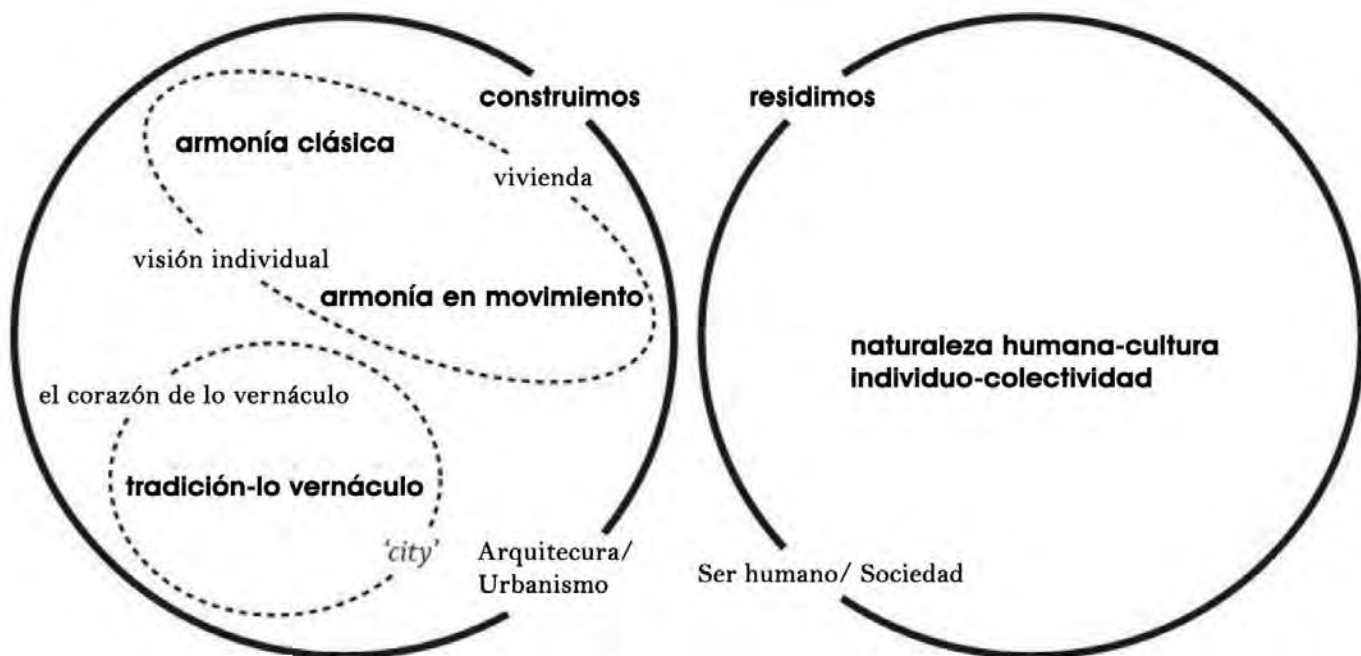 construimos
residimos
armonía clásica
vivienda
visión individual
armonía en movimiento
naturaleza humana-cultura
individuo-colectividad
el corazón de lo vernáculo
tradición-lo vernáculo
'city'
Arquitecura/
Urbanismo
Ser humano/ Sociedad